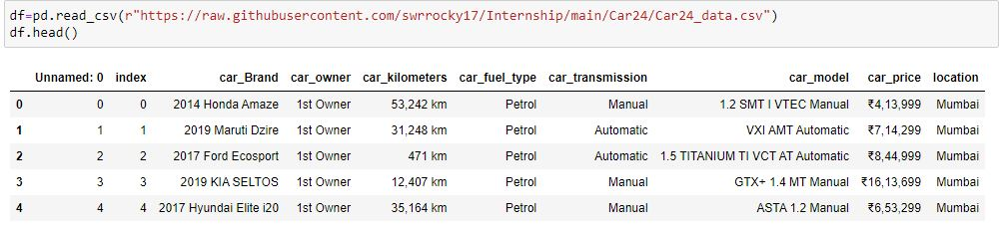 df=pd.read_csv(r"https://raw.githubusercontent.com/swrrocky17/Internship/main/Car24/Car24_data.csv")
df.head()
Unnamed: 0 index car_Brand car_owner car_kilometers car_fuel_type car_transmission car_model car_price location
0 0 0 2014 Honda Amaze 1st Owner 53,242 km Petrol Manual 1.2 SMT I VTEC Manual ₹4,13,999 Mumbai
1 1 1 2019 Maruti Dzire 1st Owner 31,248 km Petrol Automatic VXI AMT Automatic ₹7,14,299 Mumbai
2 2 2 2017 Ford Ecosport 1st Owner 471 km Petrol Automatic 1.5 TITANIUM TI VCT AT Automatic ₹8,44,999 Mumbai
3 3 3 2019 KIA SELTOS 1st Owner 12,407 km Petrol Manual GTX+ 1.4 MT Manual ₹16,13,699 Mumbai
4 4 4 2017 Hyundai Elite i20 1st Owner 35,164 km Petrol Manual ASTA 1.2 Manual ₹6,53,299 Mumbai